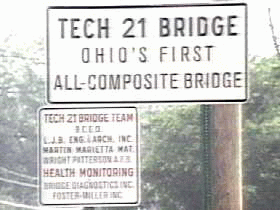 TECH 21 BRIDGE
OHIO'S FIRST
ALL-COMPOSITE BRIDGE
TECH 21 BRIDGE TEAM
B.C.E.O.
L.J.B. ENG. & ARCH., INC.
MARTIN MARIETTA MAT.
WRIGHT PATTERSON A.F.B.
HEALTH MONITORING
BRIDGE DIAGNOSTICS INC.
FOSTER-MILLER INC.